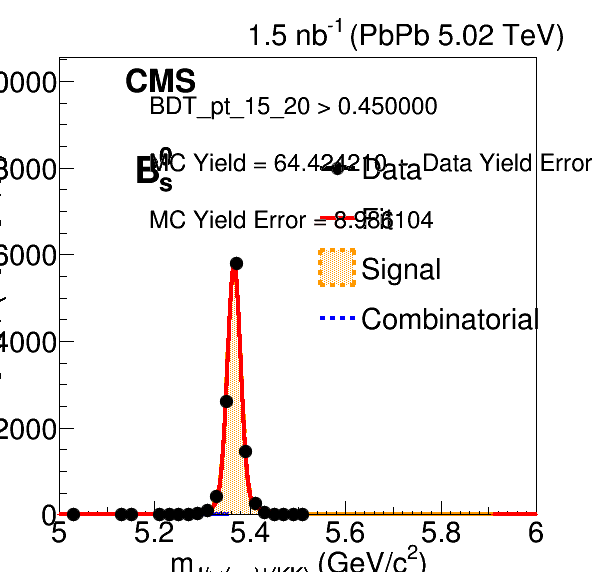 1.5 nb-1 (PbPb 5.02 TeV)
CMS
BDT_pt_15_20 > 0.450000
B0s
MC Yield = 64.424210 Data Yield Error
Data
MC Yield Error = 8.986104
Fit
Signal
Combinatorial
8000
6000
4000
2000
0
5 5.2 5.4 5.6 5.8 6
(GeV/c2)